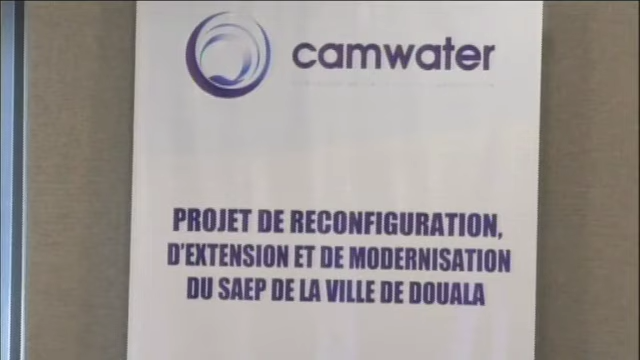 camwater
PROJET DE RECONFIGURATION,
D'EXTENSION ET DE MODERNISATION
DU SAEP DE LA VILLE DE DOUALA